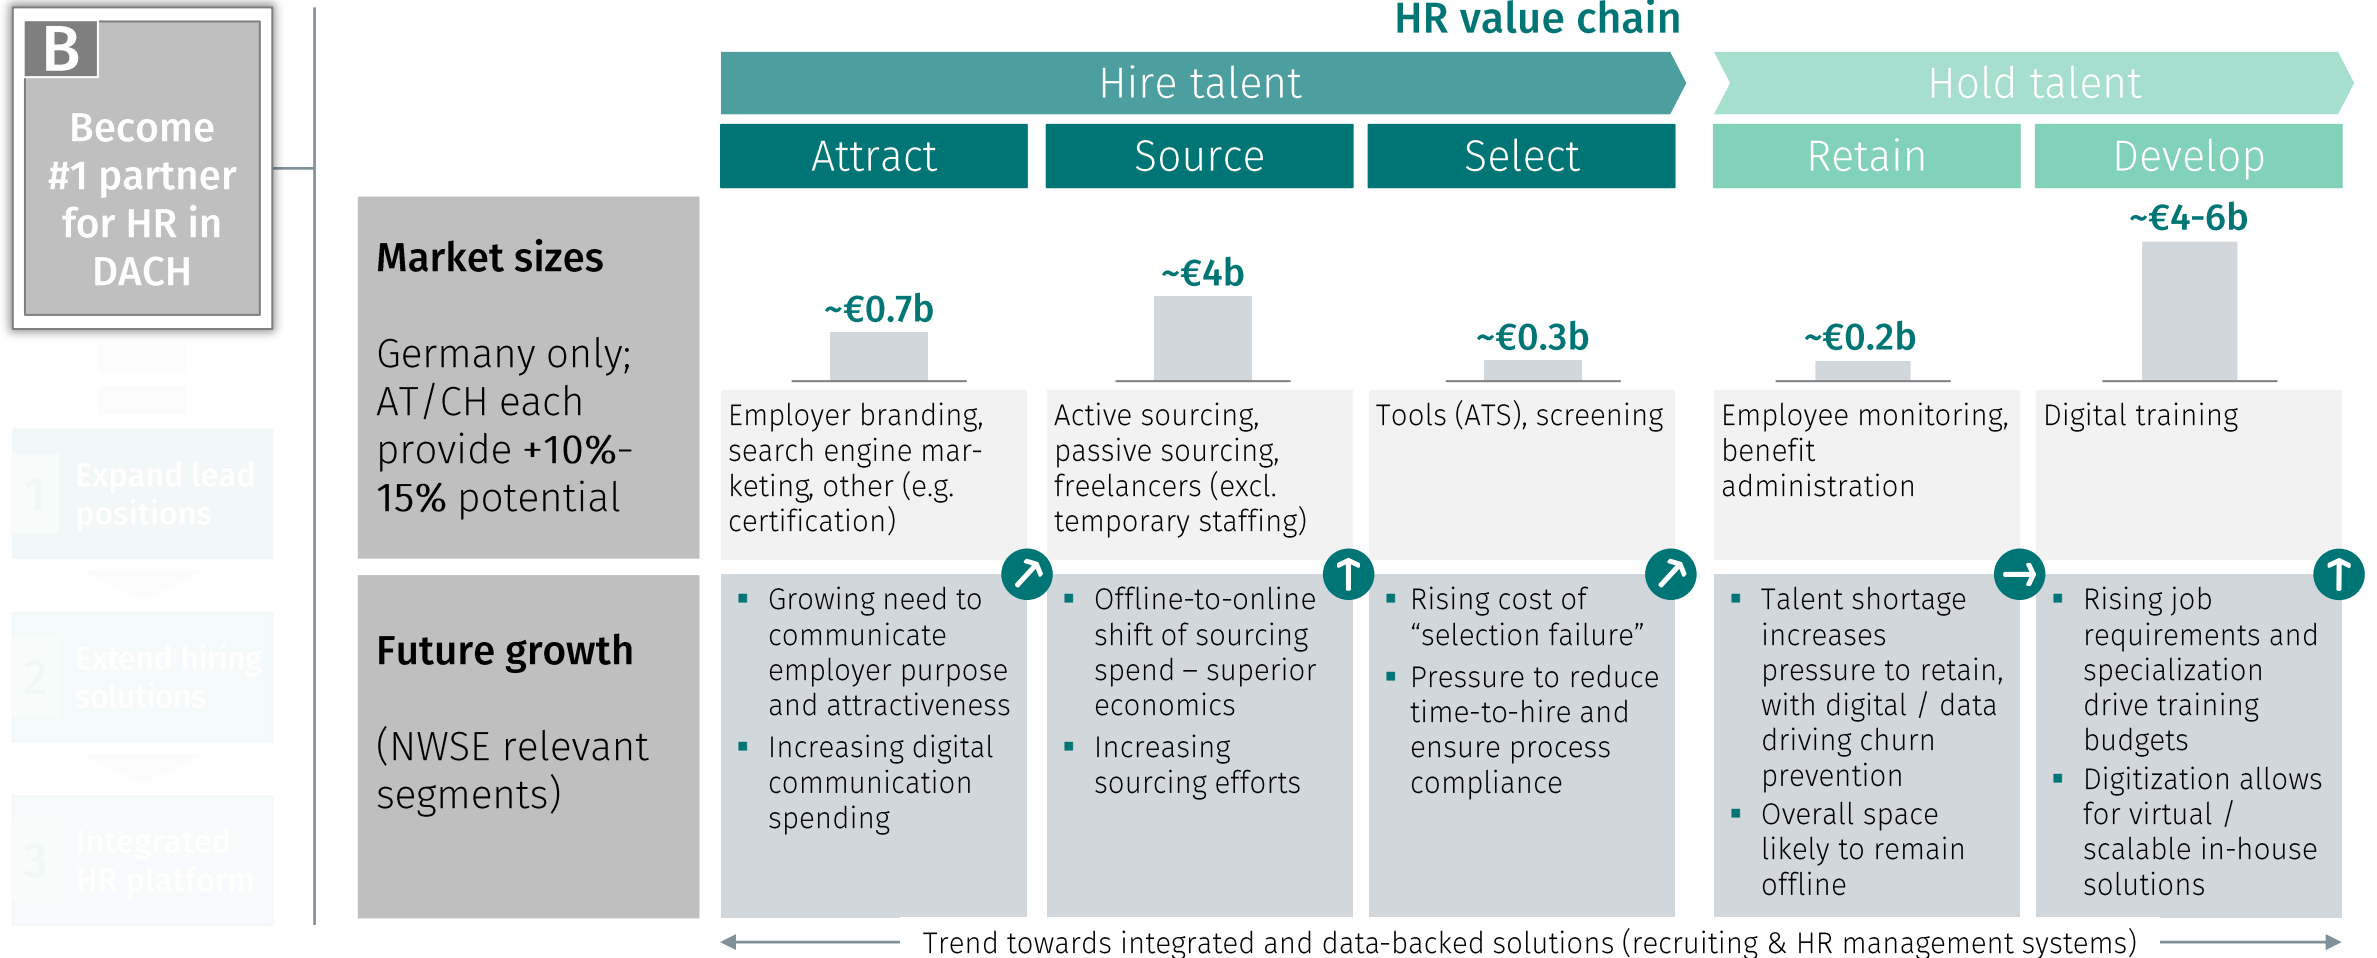 B
Become
#1 partner
for HR in
DACH
1
Expand lead
positions
2
Extend hiring
solutions
3
Integrated
HR platform
HR value chain
Hire talent
Hold talent
Attract
Source
Select
Retain
Develop
Market sizes
Germany only;
AT/CH each
provide +10%-
15% potential
~€0.7b
~€4b
~€0.3b
~€0.2b
~€4-6b
Employer branding,
search engine mar-
keting, other (e.g.
certification)
Active sourcing,
passive sourcing,
freelancers (excl.
temporary staffing)
Tools (ATS), screening
Employee monitoring,
benefit
administration
Digital training
Future growth
(NWSE relevant
segments)
▪ Growing need to
communicate
employer purpose
and attractiveness
▪ Increasing digital
communication
spending
▪ Offline-to-online
shift of sourcing
spend – superior
economics
▪ Increasing
sourcing efforts
▪ Rising cost of
“selection failure”
▪ Pressure to reduce
time-to-hire and
ensure process
compliance
▪ Talent shortage
increases
pressure to retain,
with digital / data
driving churn
prevention
▪ Overall space
likely to remain
offline
▪ Rising job
requirements and
specialization
drive training
budgets
▪ Digitization allows
for virtual /
scalable in-house
solutions
Trend towards integrated and data-backed solutions (recruiting & HR management systems)